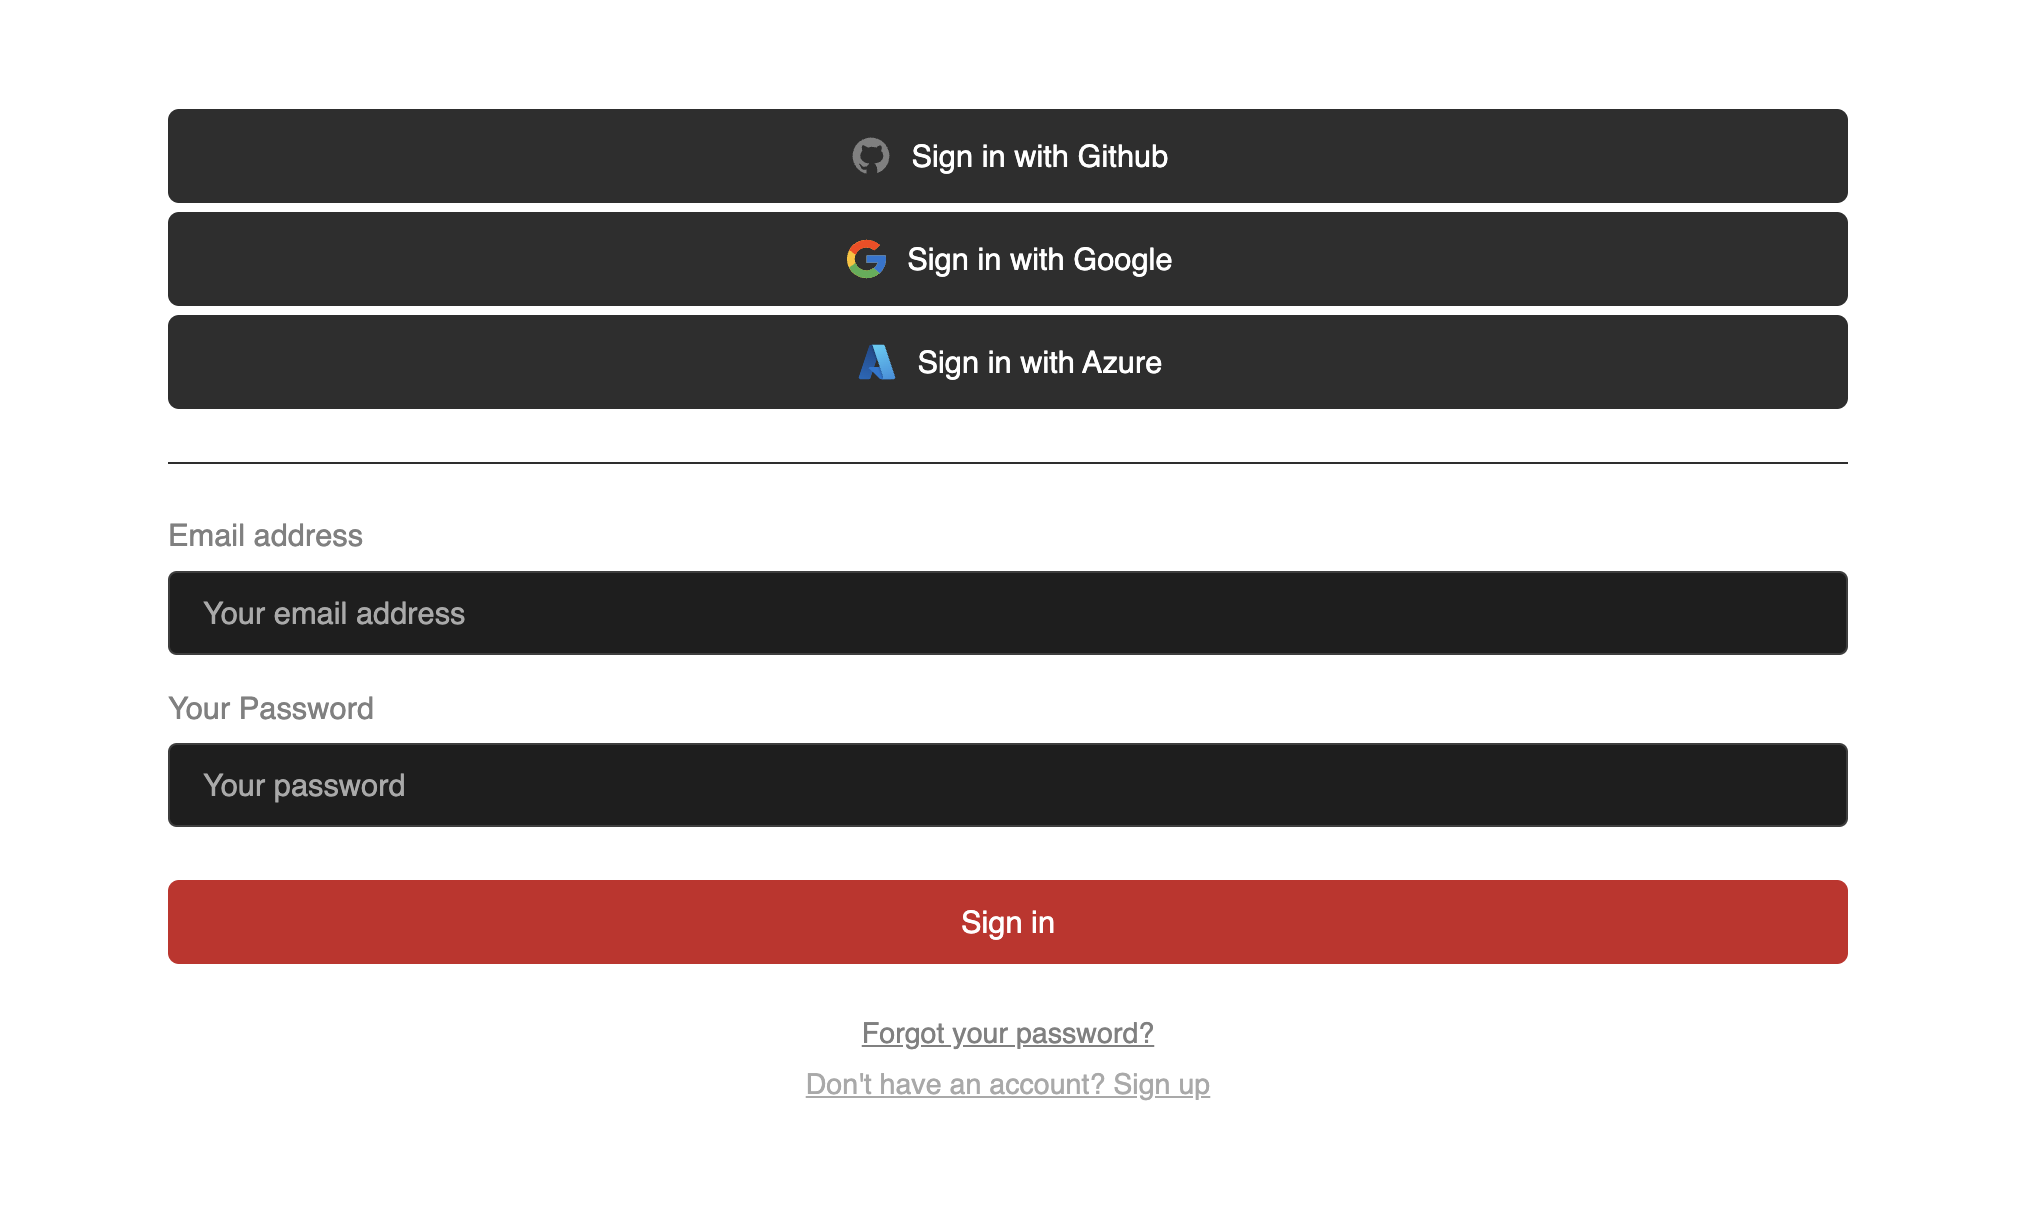 Sign in with Github
Sign in with Google
Sign in with Azure
Email address
Your email address
Your Password
Your password
Sign in
Forgot your password?
Don't have an account? Sign up